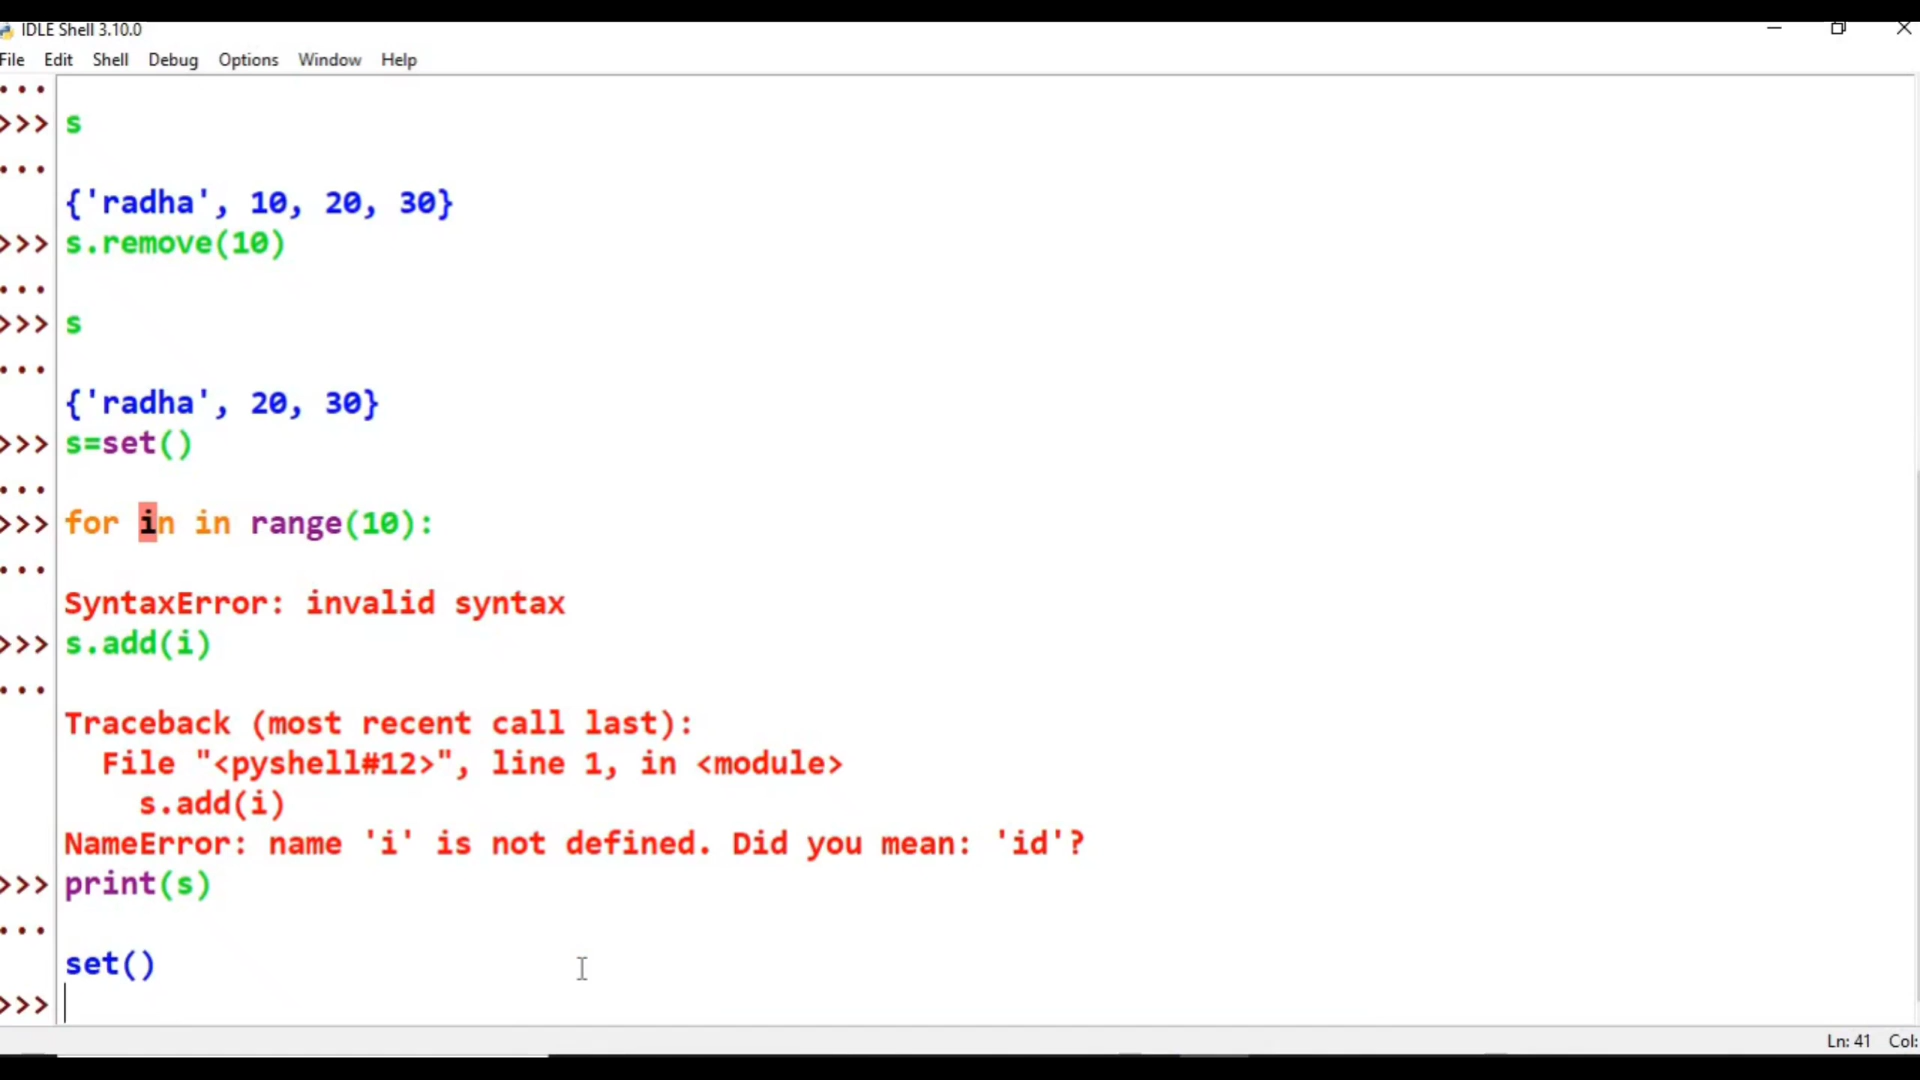 IDLE Shell 3.10.0
File Edit Shell Debug Options Window Help
...
>>> s
...
{'radha', 10, 20, 30}
>>> s.remove(10)
...
>>> s
...
{'radha', 20, 30}
>>> s=set()
...
>>> for in in range(10):
...
SyntaxError: invalid syntax
>>> s.add(i)
...
Traceback (most recent call last):
  File "<pyshell#12>", line 1, in <module>
    s.add(i)
NameError: name 'i' is not defined. Did you mean: 'id'?
>>> print(s)
...
set()
>>>
Ln: 41 Col: